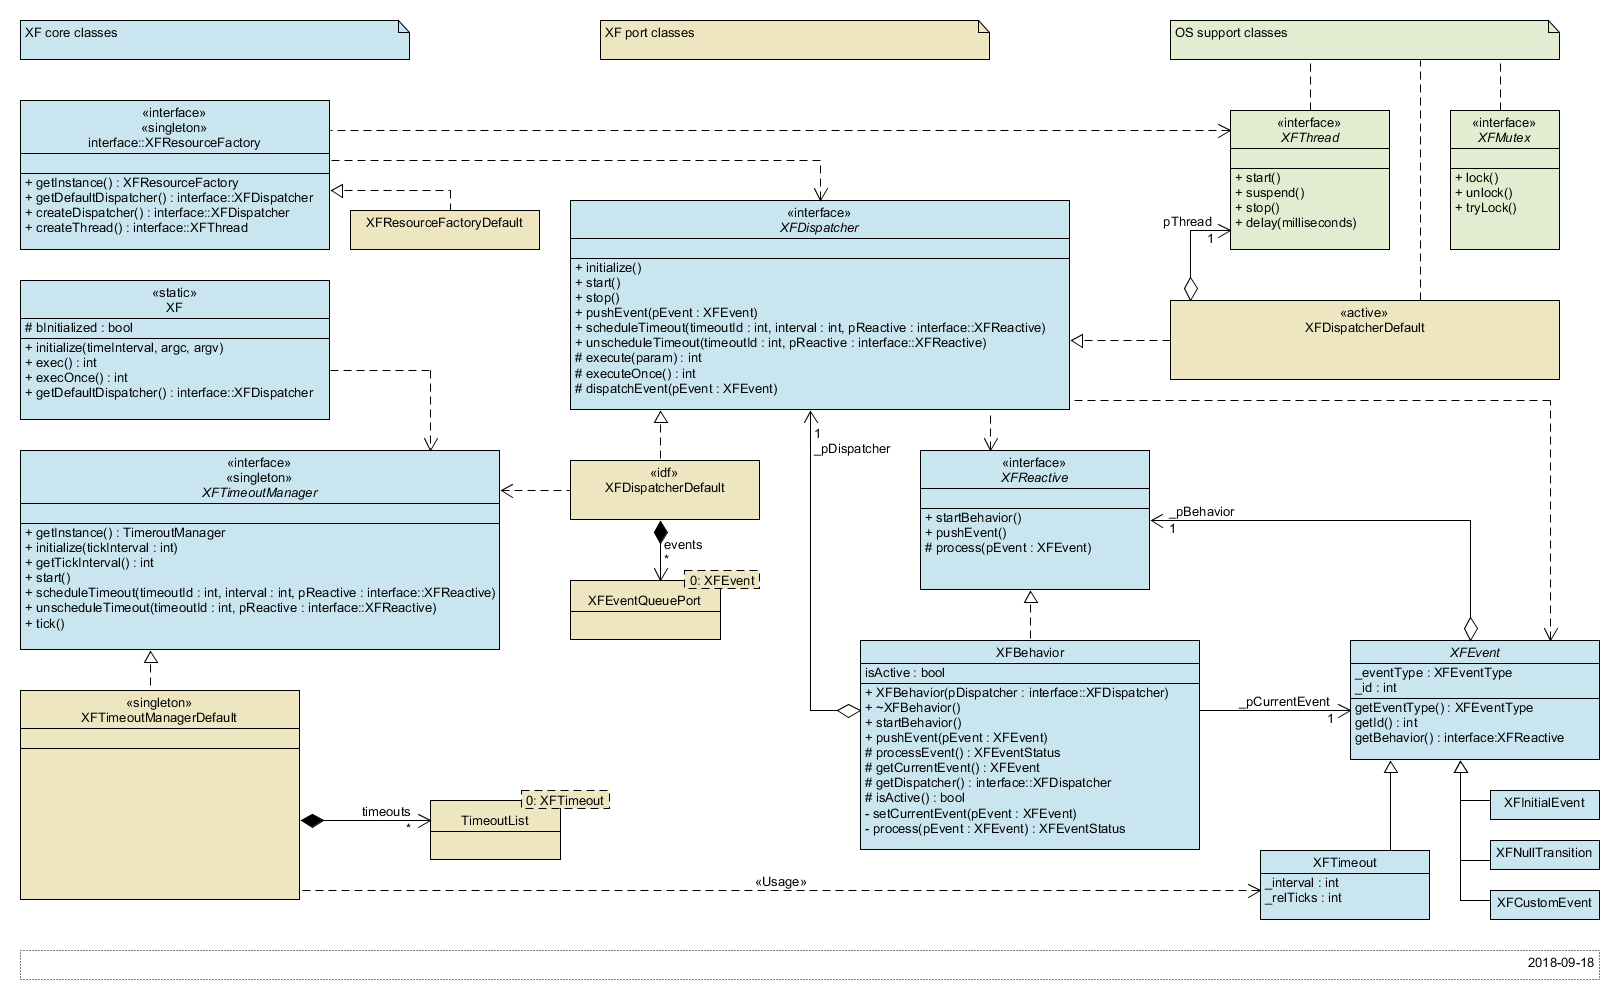 XF core classes
XF port classes
OS support classes
«interface»
«singleton»
interface::XFResourceFactory
+ getInstance() : XFResourceFactory
+ getDefaultDispatcher() : interface::XFDispatcher
+ createDispatcher() : interface::XFDispatcher
+ createThread() : interface::XFThread
XFResourceFactoryDefault
«interface»
XFThread
+ start()
+ suspend()
+ stop()
+ delay(milliseconds)
«interface»
XFMutex
+ lock()
+ unlock()
+ tryLock()
pThread
1
«interface»
XFDispatcher
+ initialize()
+ start()
+ stop()
+ pushEvent(pEvent : XFEvent)
+ scheduleTimeout(timeoutId : int, interval : int, pReactive : interface::XFReactive)
+ unscheduleTimeout(timeoutId : int, pReactive : interface::XFReactive)
# execute(param) : int
# executeOnce() : int
# dispatchEvent(pEvent : XFEvent)
«active»
XFDispatcherDefault
«static»
XF
# bInitialized : bool
+ initialize(timeInterval, argc, argv)
+ exec() : int
+ execOnce() : int
+ getDefaultDispatcher() : interface::XFDispatcher
1
_pDispatcher
«interface»
«singleton»
XFTimeoutManager
+ getInstance() : TimeroutManager
+ initialize(tickInterval : int)
+ getTickInterval() : int
+ start()
+ scheduleTimeout(timeoutId : int, interval : int, pReactive : interface::XFReactive)
+ unscheduleTimeout(timeoutId : int, pReactive : interface::XFReactive)
+ tick()
«idf»
XFDispatcherDefault
events
*
0: XFEvent
XFEventQueuePort
«interface»
XFReactive
+ startBehavior()
+ pushEvent()
# process(pEvent : XFEvent)
_pBehavior
1
XFBehavior
isActive : bool
+ XFBehavior(pDispatcher : interface::XFDispatcher)
+ ~XFBehavior()
+ startBehavior()
+ pushEvent(pEvent : XFEvent)
# processEvent() : XFEventStatus
# getCurrentEvent() : XFEvent
# getDispatcher() : interface::XFDispatcher
# isActive() : bool
- setCurrentEvent(pEvent : XFEvent)
- process(pEvent : XFEvent) : XFEventStatus
_pCurrentEvent
1
XFEvent
_eventType : XFEventType
_id : int
getEventType() : XFEventType
getId() : int
getBehavior() : interface:XFReactive
«singleton»
XFTimeoutManagerDefault
timeouts
*
0: XFTimeout
TimeoutList
XFInitialEvent
XFNullTransition
XFCustomEvent
XFTimeout
_interval : int
_relTicks : int
«Usage»
2018-09-18